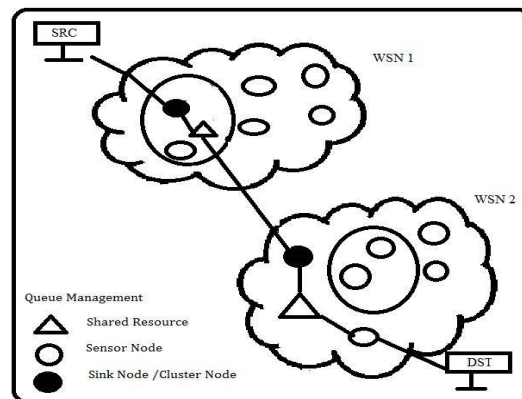 SRC
WSN 1
WSN 2
Queue Management
Shared Resource
Sensor Node
Sink Node /Cluster Node
DST